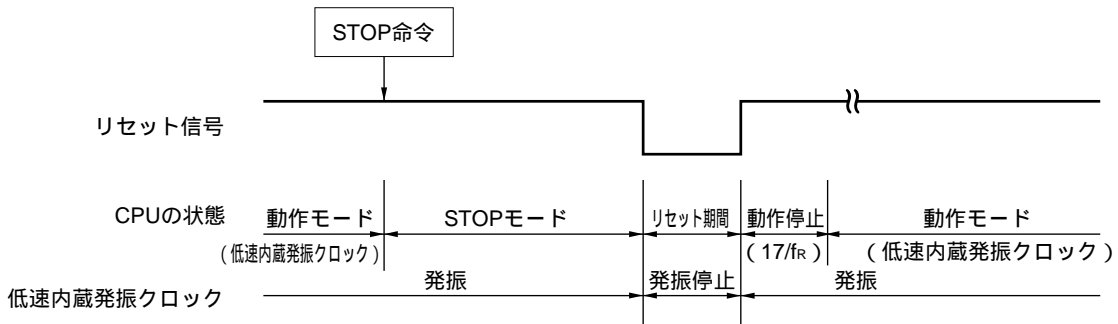 STOP命令
リセット信号
CPUの状態 動作モード STOPモード リセット期間 動作停止 動作モード
(低速内蔵発振クロック) (17/fR) (低速内蔵発振クロック)
低速内蔵発振クロック 発振 発振停止 発振